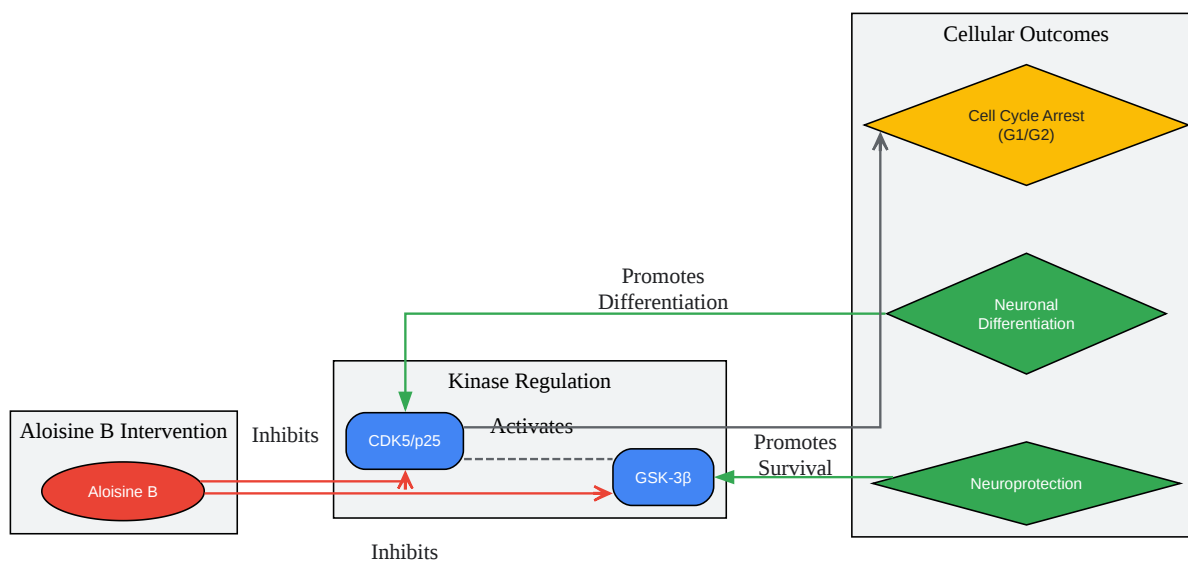 Cellular Outcomes
Cell Cycle Arrest
(G1/G2)
Promotes
Differentiation
Neuronal
Differentiation
Kinase Regulation
Aloisine B Intervention
Inhibits
CDK5/p25
Activates
Promotes
Survival
GSK-3β
Aloisine B
Neuroprotection
Inhibits